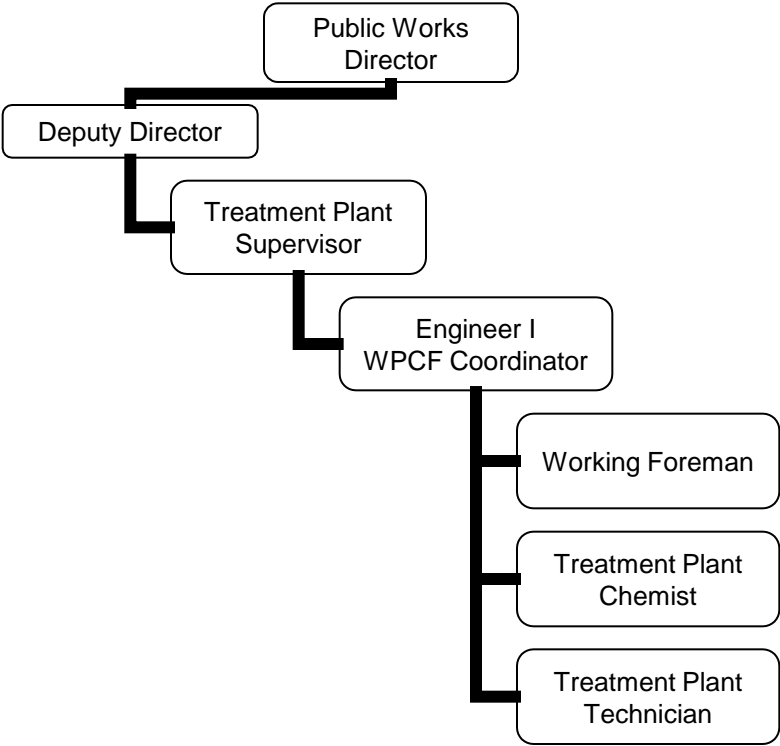 Public Works
Director
Deputy Director
Treatment Plant
Supervisor
Engineer I
WPCF Coordinator
Working Foreman
Treatment Plant
Chemist
Treatment Plant
Technician